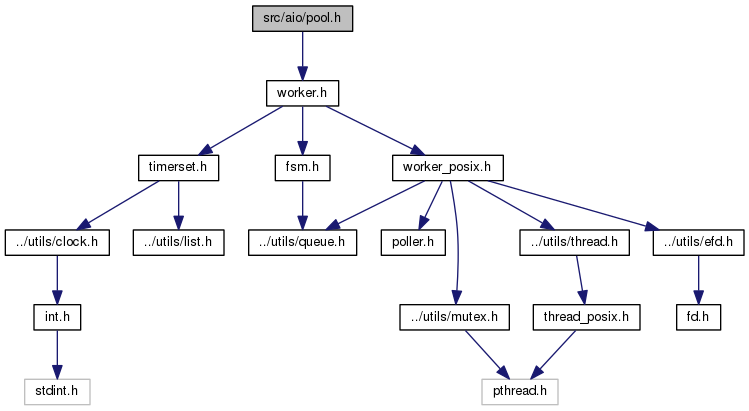 src/aio/pool.h
worker.h
timerset.h
fsm.h
worker_posix.h
../utils/clock.h
../utils/list.h
../utils/queue.h
poller.h
../utils/thread.h
../utils/efd.h
int.h
../utils/mutex.h
thread_posix.h
fd.h
stdint.h
pthread.h